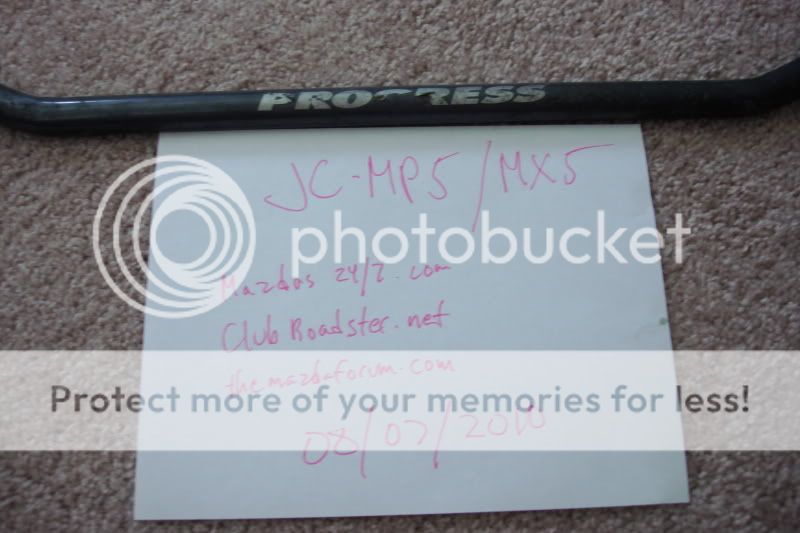 PROGRESS
JC-MP5/MX5
photobucket
Mazdas 24/7.com
ClubRoadster.net
themazdaforum.com
Protect more of your memories for less!
08/07/2010